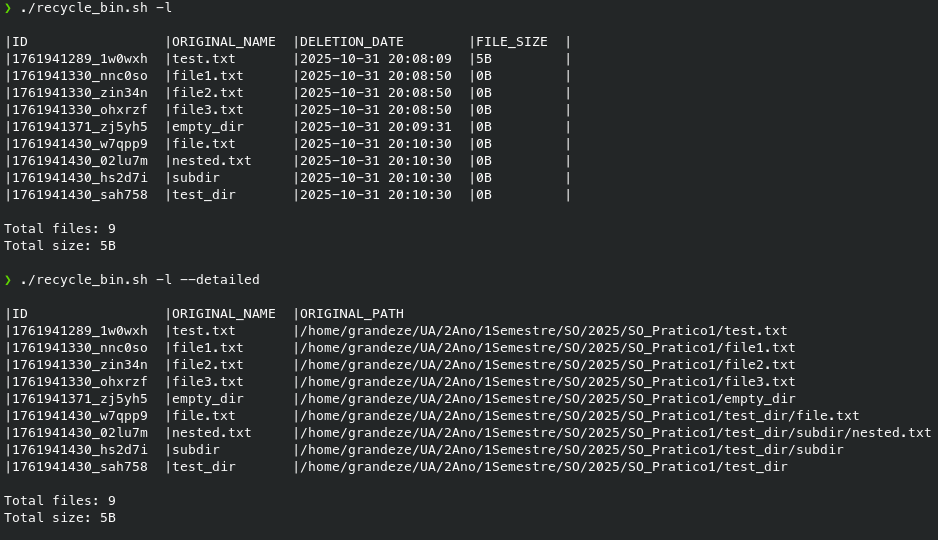 ❯ ./recycle_bin.sh -l
|ID |ORIGINAL_NAME |DELETION_DATE |FILE_SIZE |
|1761941289_1w0wxh |test.txt |2025-10-31 20:08:09 |5B |
|1761941330_nnc0so |file1.txt |2025-10-31 20:08:50 |0B |
|1761941330_zin34n |file2.txt |2025-10-31 20:08:50 |0B |
|1761941330_ohxrzf |file3.txt |2025-10-31 20:08:50 |0B |
|1761941371_zj5yh5 |empty_dir |2025-10-31 20:09:31 |0B |
|1761941430_w7qpp9 |file.txt |2025-10-31 20:10:30 |0B |
|1761941430_02lu7m |nested.txt |2025-10-31 20:10:30 |0B |
|1761941430_hs2d7i |subdir |2025-10-31 20:10:30 |0B |
|1761941430_sah758 |test_dir |2025-10-31 20:10:30 |0B |
Total files: 9
Total size: 5B
❯ ./recycle_bin.sh -l --detailed
|ID |ORIGINAL_NAME |ORIGINAL_PATH
|1761941289_1w0wxh |test.txt |/home/grandeze/UA/2Ano/1Semestre/SO/2025/SO_Pratico1/test.txt
|1761941330_nnc0so |file1.txt |/home/grandeze/UA/2Ano/1Semestre/SO/2025/SO_Pratico1/file1.txt
|1761941330_zin34n |file2.txt |/home/grandeze/UA/2Ano/1Semestre/SO/2025/SO_Pratico1/file2.txt
|1761941330_ohxrzf |file3.txt |/home/grandeze/UA/2Ano/1Semestre/SO/2025/SO_Pratico1/file3.txt
|1761941371_zj5yh5 |empty_dir |/home/grandeze/UA/2Ano/1Semestre/SO/2025/SO_Pratico1/empty_dir
|1761941430_w7qpp9 |file.txt |/home/grandeze/UA/2Ano/1Semestre/SO/2025/SO_Pratico1/test_dir/file.txt
|1761941430_02lu7m |nested.txt |/home/grandeze/UA/2Ano/1Semestre/SO/2025/SO_Pratico1/test_dir/subdir/nested.txt
|1761941430_hs2d7i |subdir |/home/grandeze/UA/2Ano/1Semestre/SO/2025/SO_Pratico1/test_dir/subdir
|1761941430_sah758 |test_dir |/home/grandeze/UA/2Ano/1Semestre/SO/2025/SO_Pratico1/test_dir
Total files: 9
Total size: 5B